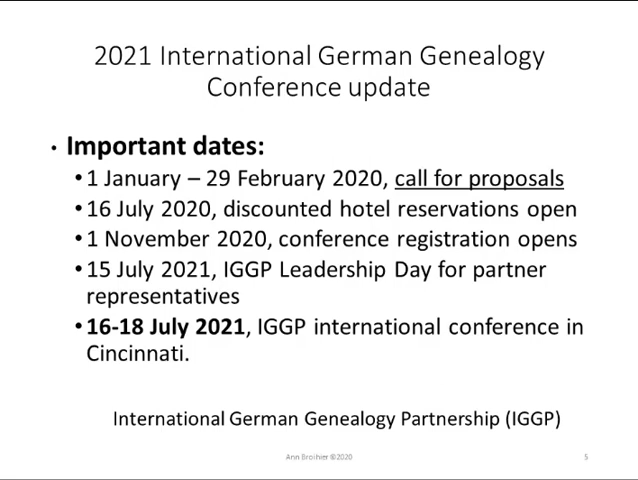 2021 International German Genealogy
Conference update
• Important dates:
• 1 January – 29 February 2020, call for proposals
• 16 July 2020, discounted hotel reservations open
• 1 November 2020, conference registration opens
• 15 July 2021, IGGP Leadership Day for partner
representatives
• 16-18 July 2021, IGGP international conference in
Cincinnati.
International German Genealogy Partnership (IGGP)
Ann Brohier ©2020
5